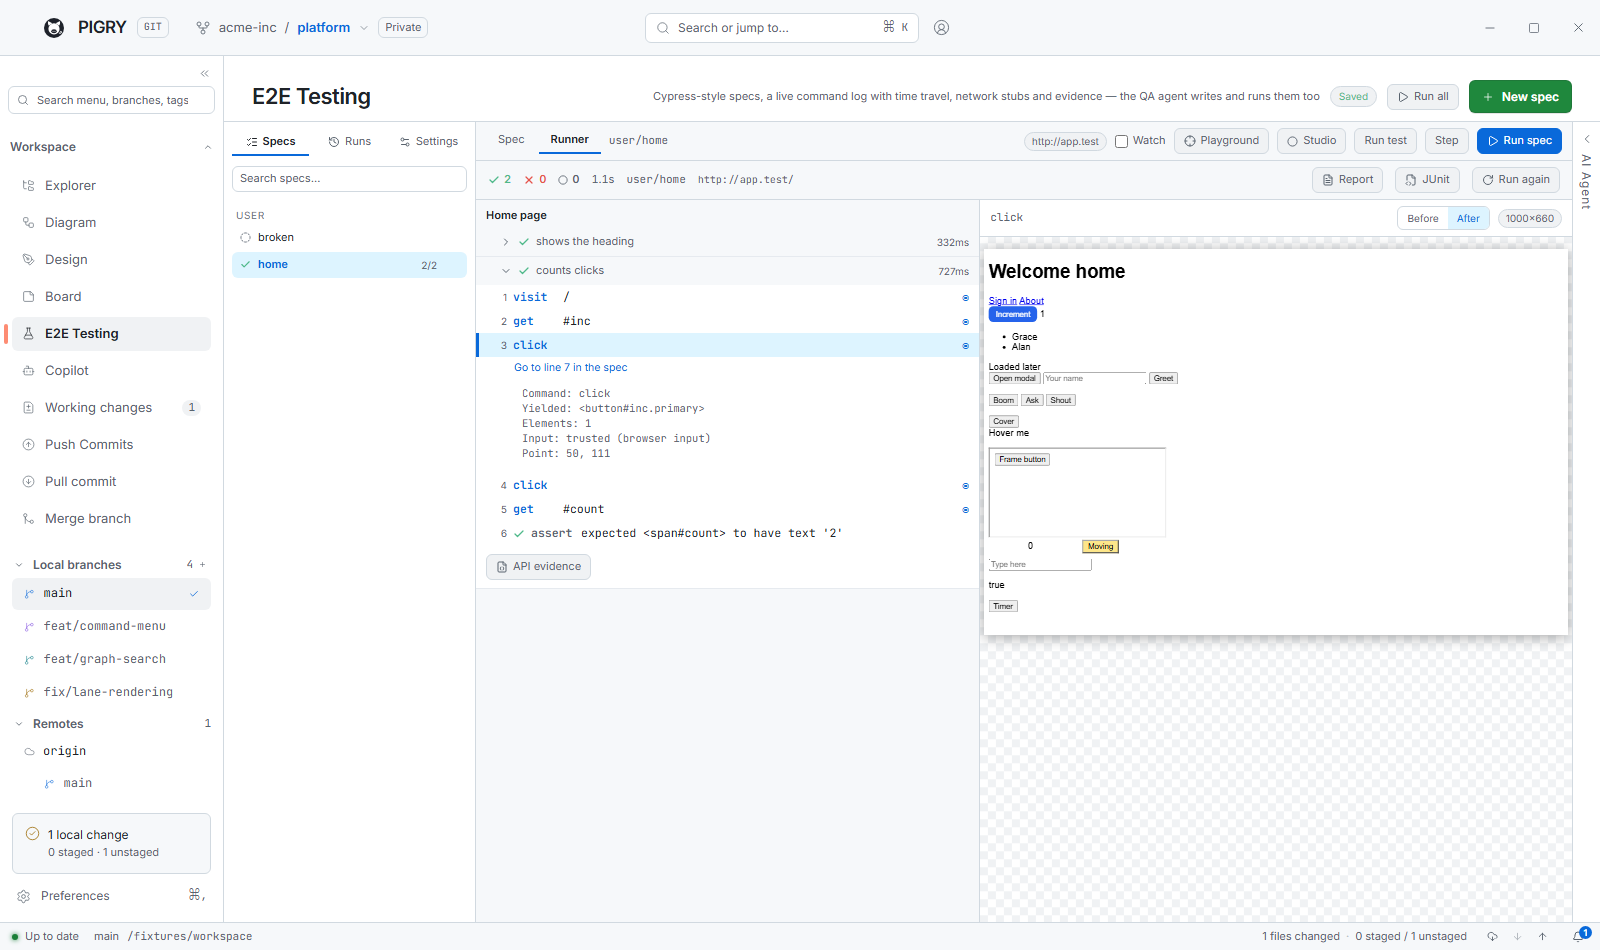 PIGRY GIT acme-inc / platform Private Search or jump to... ⌘ K
Search menu, branches, tags
Workspace
Explorer
Diagram
Design
Board
E2E Testing
Copilot
Working changes 1
Push Commits
Pull commit
Merge branch
Local branches 4 +
main
feat/command-menu
feat/graph-search
fix/lane-rendering
Remotes 1
origin
main
1 local change
0 staged · 1 unstaged
Preferences ⌘,
E2E Testing
Cypress-style specs, a live command log with time travel, network stubs and evidence — the QA agent writes and runs them too Saved Run all + New spec
Specs Runs Settings
Search specs...
USER
broken
home 2/2
Spec Runner user/home http://app.test Watch Playground Studio Run test Step Run spec
2 0 0 1.1s user/home http://app.test/ Report JUnit Run again
Home page
shows the heading 332ms
counts clicks 727ms
1 visit /
2 get #inc
3 click
Go to line 7 in the spec
Command: click
Yielded: <button#inc.primary>
Elements: 1
Input: trusted (browser input)
Point: 50, 111
4 click
5 get #count
6 assert expected <span#count> to have text '2'
API evidence
click Before After 1000×660
Welcome home
Sign in About
Increment 1
Grace
Alan
Loaded later
Open modal Your name Greet
Boom Ask Shout
Cover
Hover me
Frame button
0 Moving
Type here
true
Timer
AI Agent
Up to date main /fixtures/workspace 1 files changed · 0 staged / 1 unstaged 1